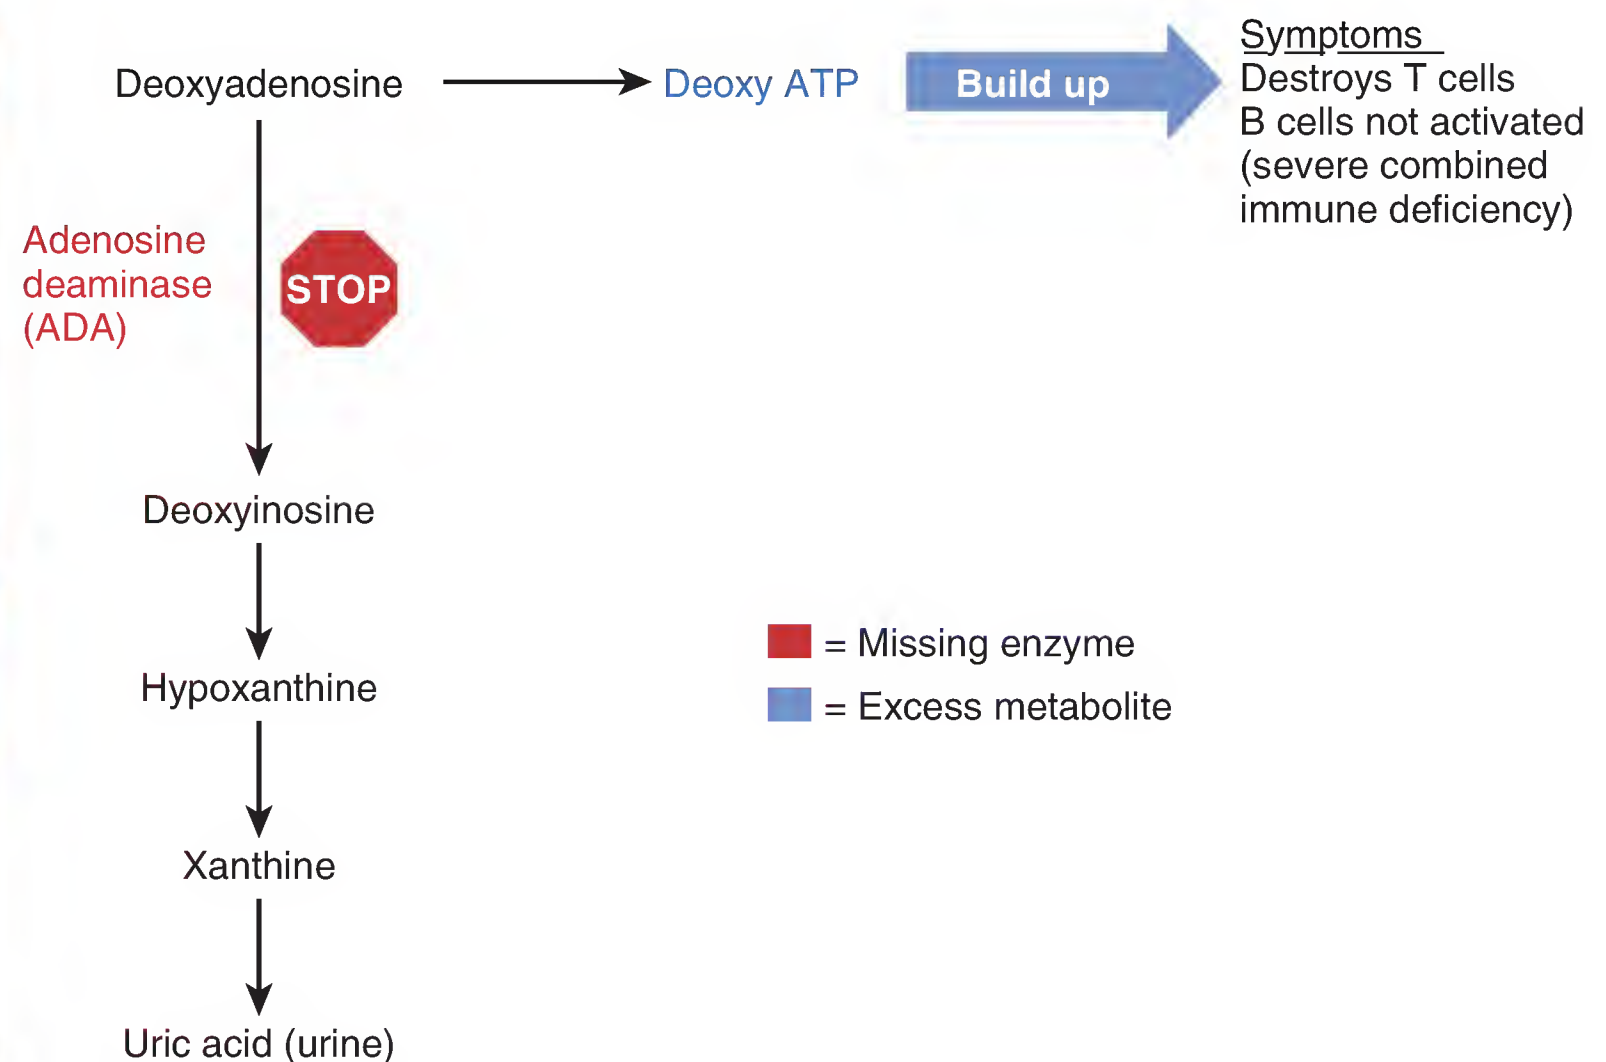 Symptoms
Deoxyadenosine
Deoxy ATP
Build up
Destroys T cells
B cells not activated
(severe combined
immune deficiency)
Adenosine
deaminase
(ADA)
STOP
Deoxyinosine
= Missing enzyme
Hypoxanthine
= Excess metabolite
Xanthine
Uric acid (urine)